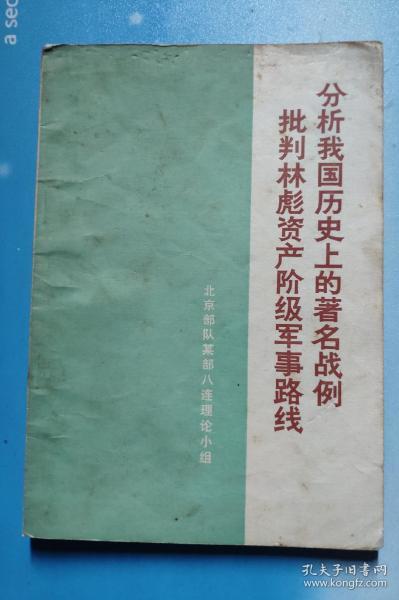 分析我国历史上的著名战例
批判林彪资产阶级军事路线
北京部队某部八连理论小组
a sec
孔夫子旧书网
www.kongfz.com